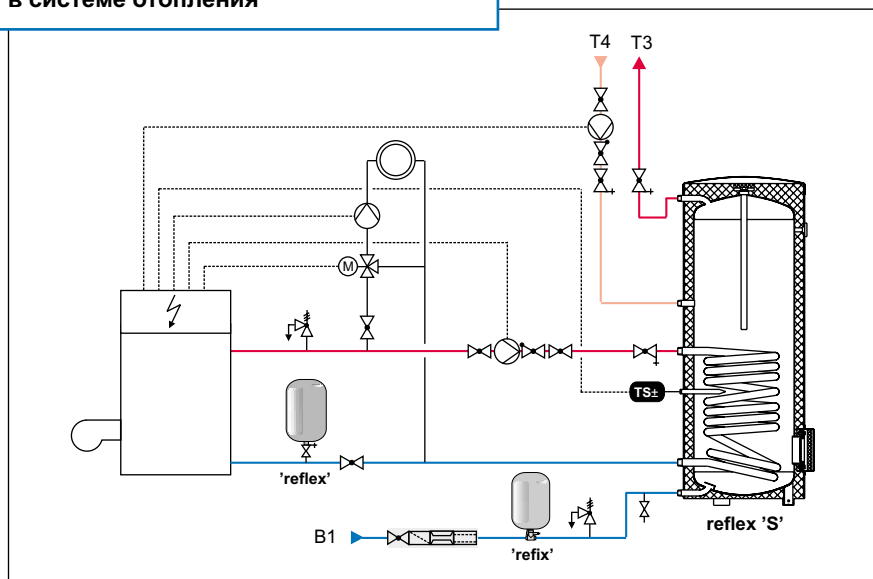 в системе отопления
T4
T3
M
TS±
'reflex'
B1
'refix'
reflex 'S'